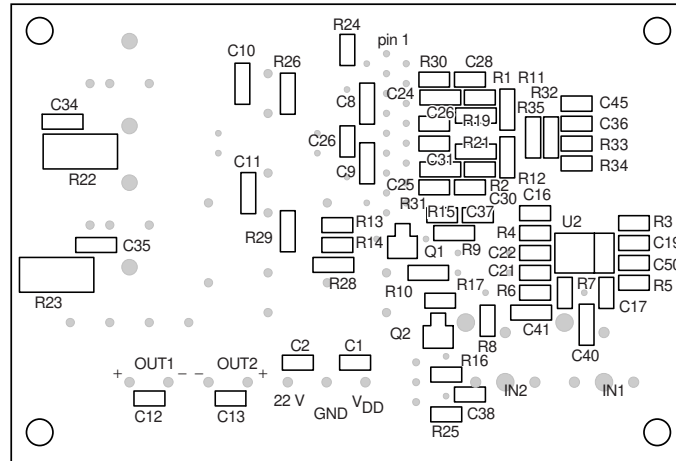 R24
pin 1
C10
R26
R30
C28
R1
R11
R32
C34
C8
C24
R35
C45
C26
R19
C36
C26
R21
R33
R22
C11
C9
C31
R34
C25
R2
R12
C30
C16
R31
R15
C37
U2
R3
R13
R4
C35
R29
R14
Q1
R9
C22
C19
R28
C21
C50
R23
R10
R17
R6
R7
R5
C17
Q2
R8
C41
C40
OUT1
OUT2
C2
C1
R16
+
–
–
+
IN2
IN1
C12
C13
22 V
GND
VDD
C38
R25